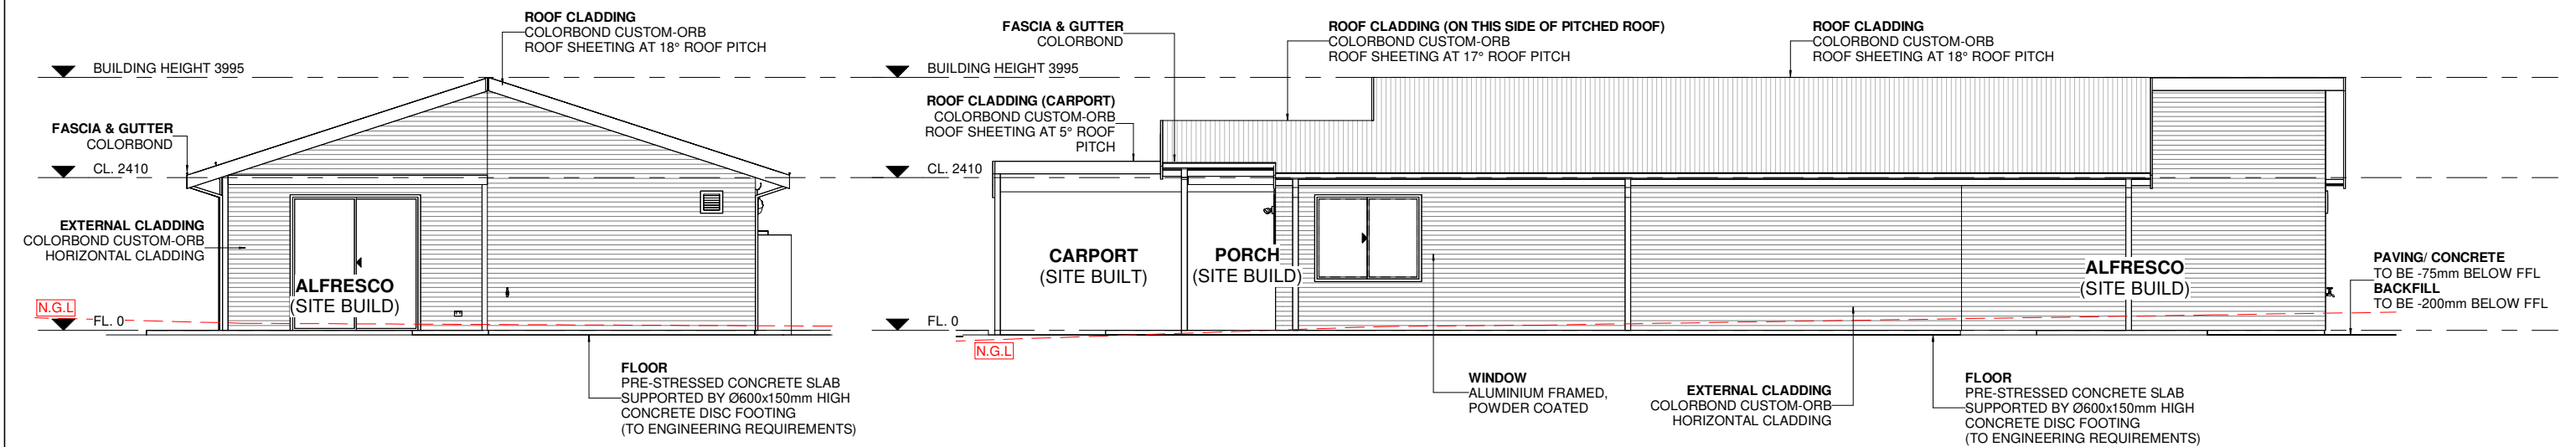 ROOF CLADDING
COLORBOND CUSTOM-ORB
ROOF SHEETING AT 18° ROOF PITCH
BUILDING HEIGHT 3995
FASCIA & GUTTER
COLORBOND
CL. 2410
EXTERNAL CLADDING
COLORBOND CUSTOM-ORB
HORIZONTAL CLADDING
ALFRESCO
(SITE BUILD)
N.G.L
FL. 0
FLOOR
PRE-STRESSED CONCRETE SLAB
SUPPORTED BY Ø600x150mm HIGH
CONCRETE DISC FOOTING
(TO ENGINEERING REQUIREMENTS)
FASCIA & GUTTER
COLORBOND
ROOF CLADDING (ON THIS SIDE OF PITCHED ROOF)
COLORBOND CUSTOM-ORB
ROOF SHEETING AT 17° ROOF PITCH
ROOF CLADDING
COLORBOND CUSTOM-ORB
ROOF SHEETING AT 18° ROOF PITCH
BUILDING HEIGHT 3995
ROOF CLADDING (CARPORT)
COLORBOND CUSTOM-ORB
ROOF SHEETING AT 5° ROOF
PITCH
CL. 2410
CARPORT
(SITE BUILT)
PORCH
(SITE BUILD)
ALFRESCO
(SITE BUILD)
PAVING/ CONCRETE
TO BE -75mm BELOW FFL
BACKFILL
TO BE -200mm BELOW FFL
FL. 0
N.G.L
WINDOW
ALUMINIUM FRAMED,
POWDER COATED
EXTERNAL CLADDING
COLORBOND CUSTOM-ORB
HORIZONTAL CLADDING
FLOOR
PRE-STRESSED CONCRETE SLAB
SUPPORTED BY Ø600x150mm HIGH
CONCRETE DISC FOOTING
(TO ENGINEERING REQUIREMENTS)